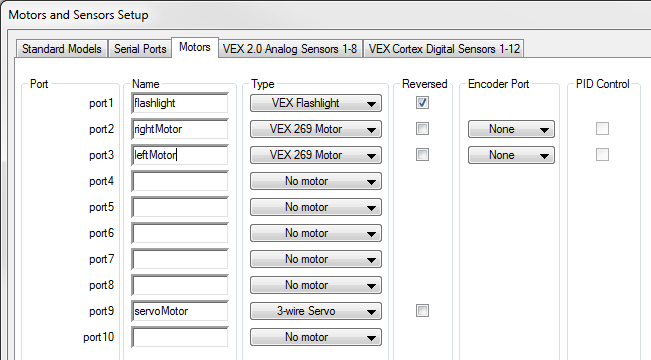 Motors and Sensors Setup
Standard Models Serial Ports Motors VEX 2.0 Analog Sensors 1-8 VEX Cortex Digital Sensors 1-12
Port Name Type Reversed Encoder Port PID Control
port1 flashlight VEX Flashlight
port2 rightMotor VEX 269 Motor None
port3 leftMotor VEX 269 Motor None
port4 No motor
port5 No motor
port6 No motor
port7 No motor
port8 No motor
port9 servoMotor 3-wire Servo
port10 No motor